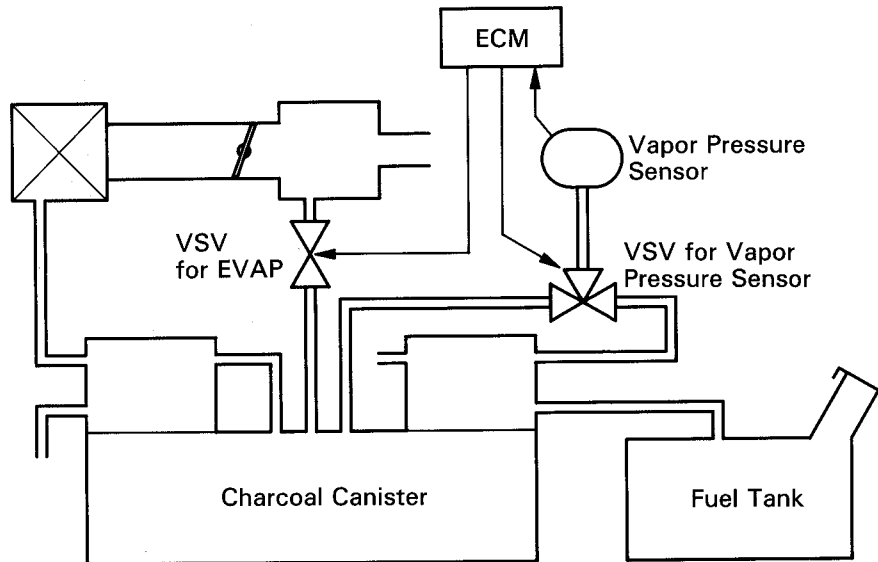 ECM
Vapor Pressure
Sensor
VSV
for EVAP
VSV for Vapor
Pressure Sensor
Charcoal Canister
Fuel Tank